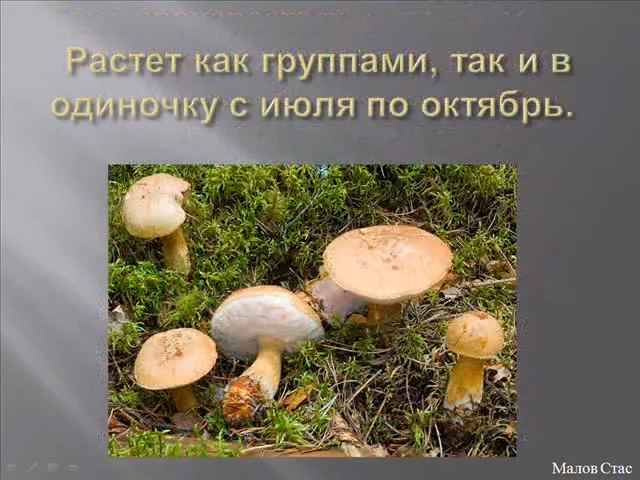 Растет как группами, так и в
одиночку с июля по октябрь.
Малов Стас